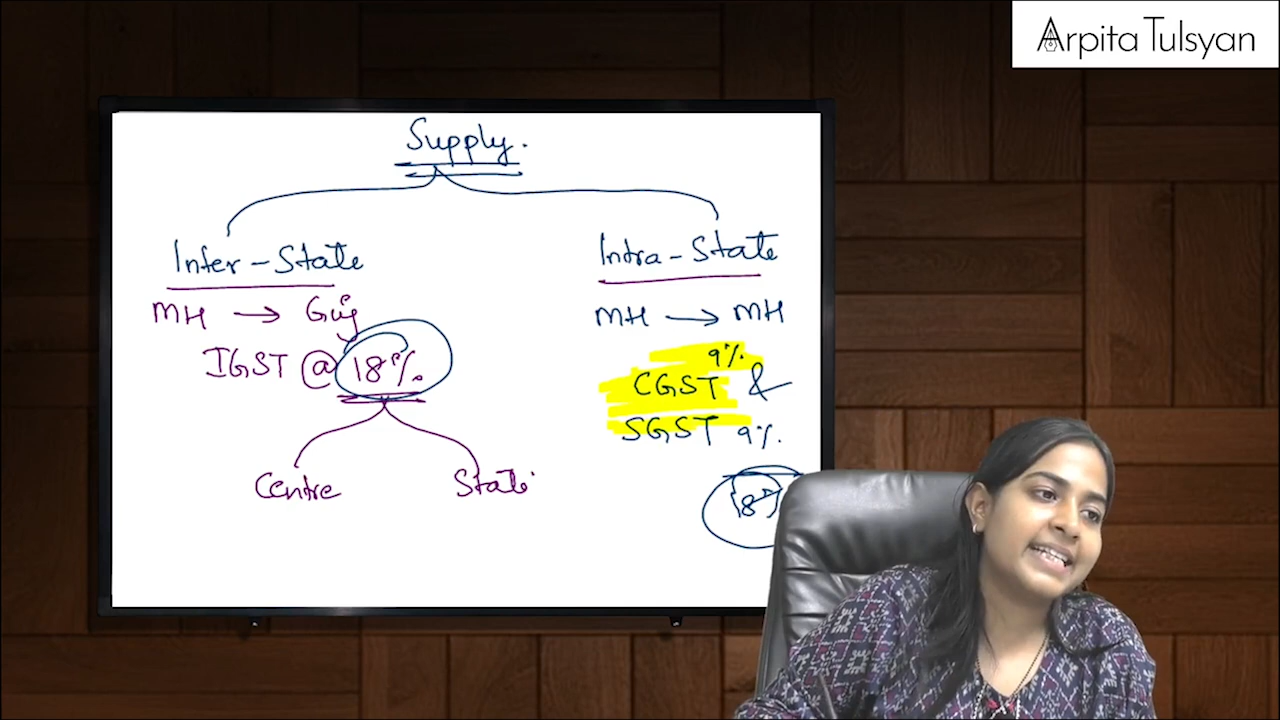 Arpita Tulsyan
Supply.
Inter-State
MH → Guj
IGST @ 18%.
Centre
State
Intra-State
MH → MH
9%.
CGST &
SGST 9%.
18%